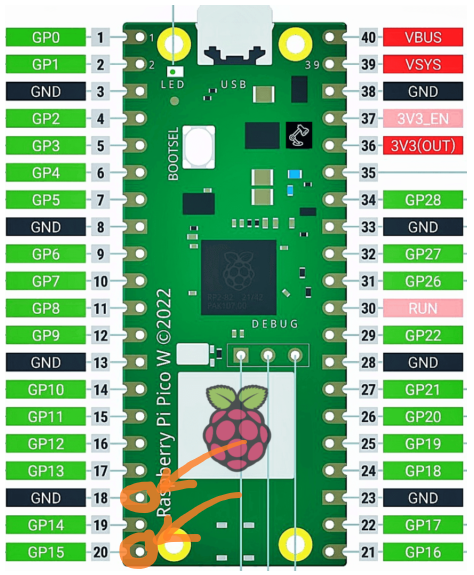 GP0 1 1 40 VBUS
GP1 2 2 39 39 VSYS
GND 3 LED USB 38 GND
GP2 4 37 3V3_EN
GP3 5 BOOTSEL 36 3V3(OUT)
GP4 6 35
GP5 7 34 GP28
GND 8 33 GND
GP6 9 32 GP27
GP7 10 31 GP26
GP8 11 30 RUN
GP9 12 DEBUG 29 GP22
GND 13 28 GND
GP10 14 27 GP21
GP11 15 26 GP20
GP12 16 25 GP19
GP13 17 24 GP18
GND 18 23 GND
GP14 19 22 GP17
GP15 20 21 GP16
Raspberry Pi Pico W ©2022